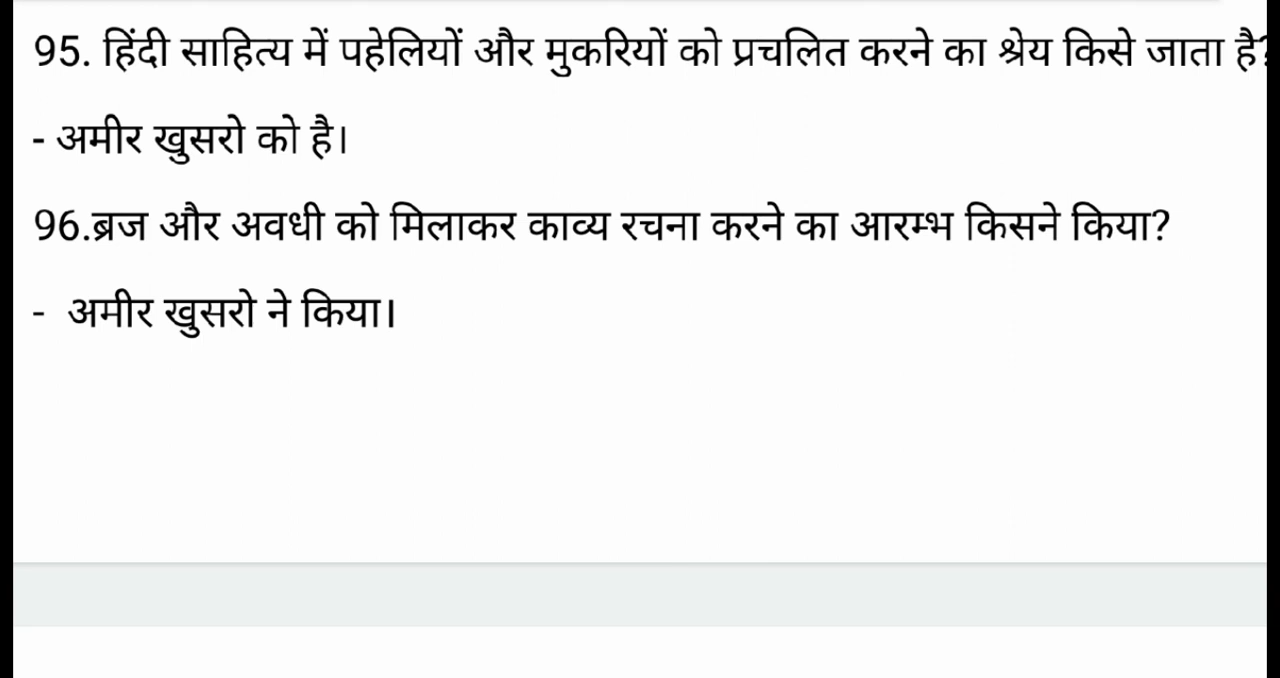 95. हिंदी साहित्य में पहेलियों और मुकरियों को प्रचलित करने का श्रेय किसे जाता है?
- अमीर खुसरो को है।
96.ब्रज और अवधी को मिलाकर काव्य रचना करने का आरम्भ किसने किया?
- अमीर खुसरो ने किया।